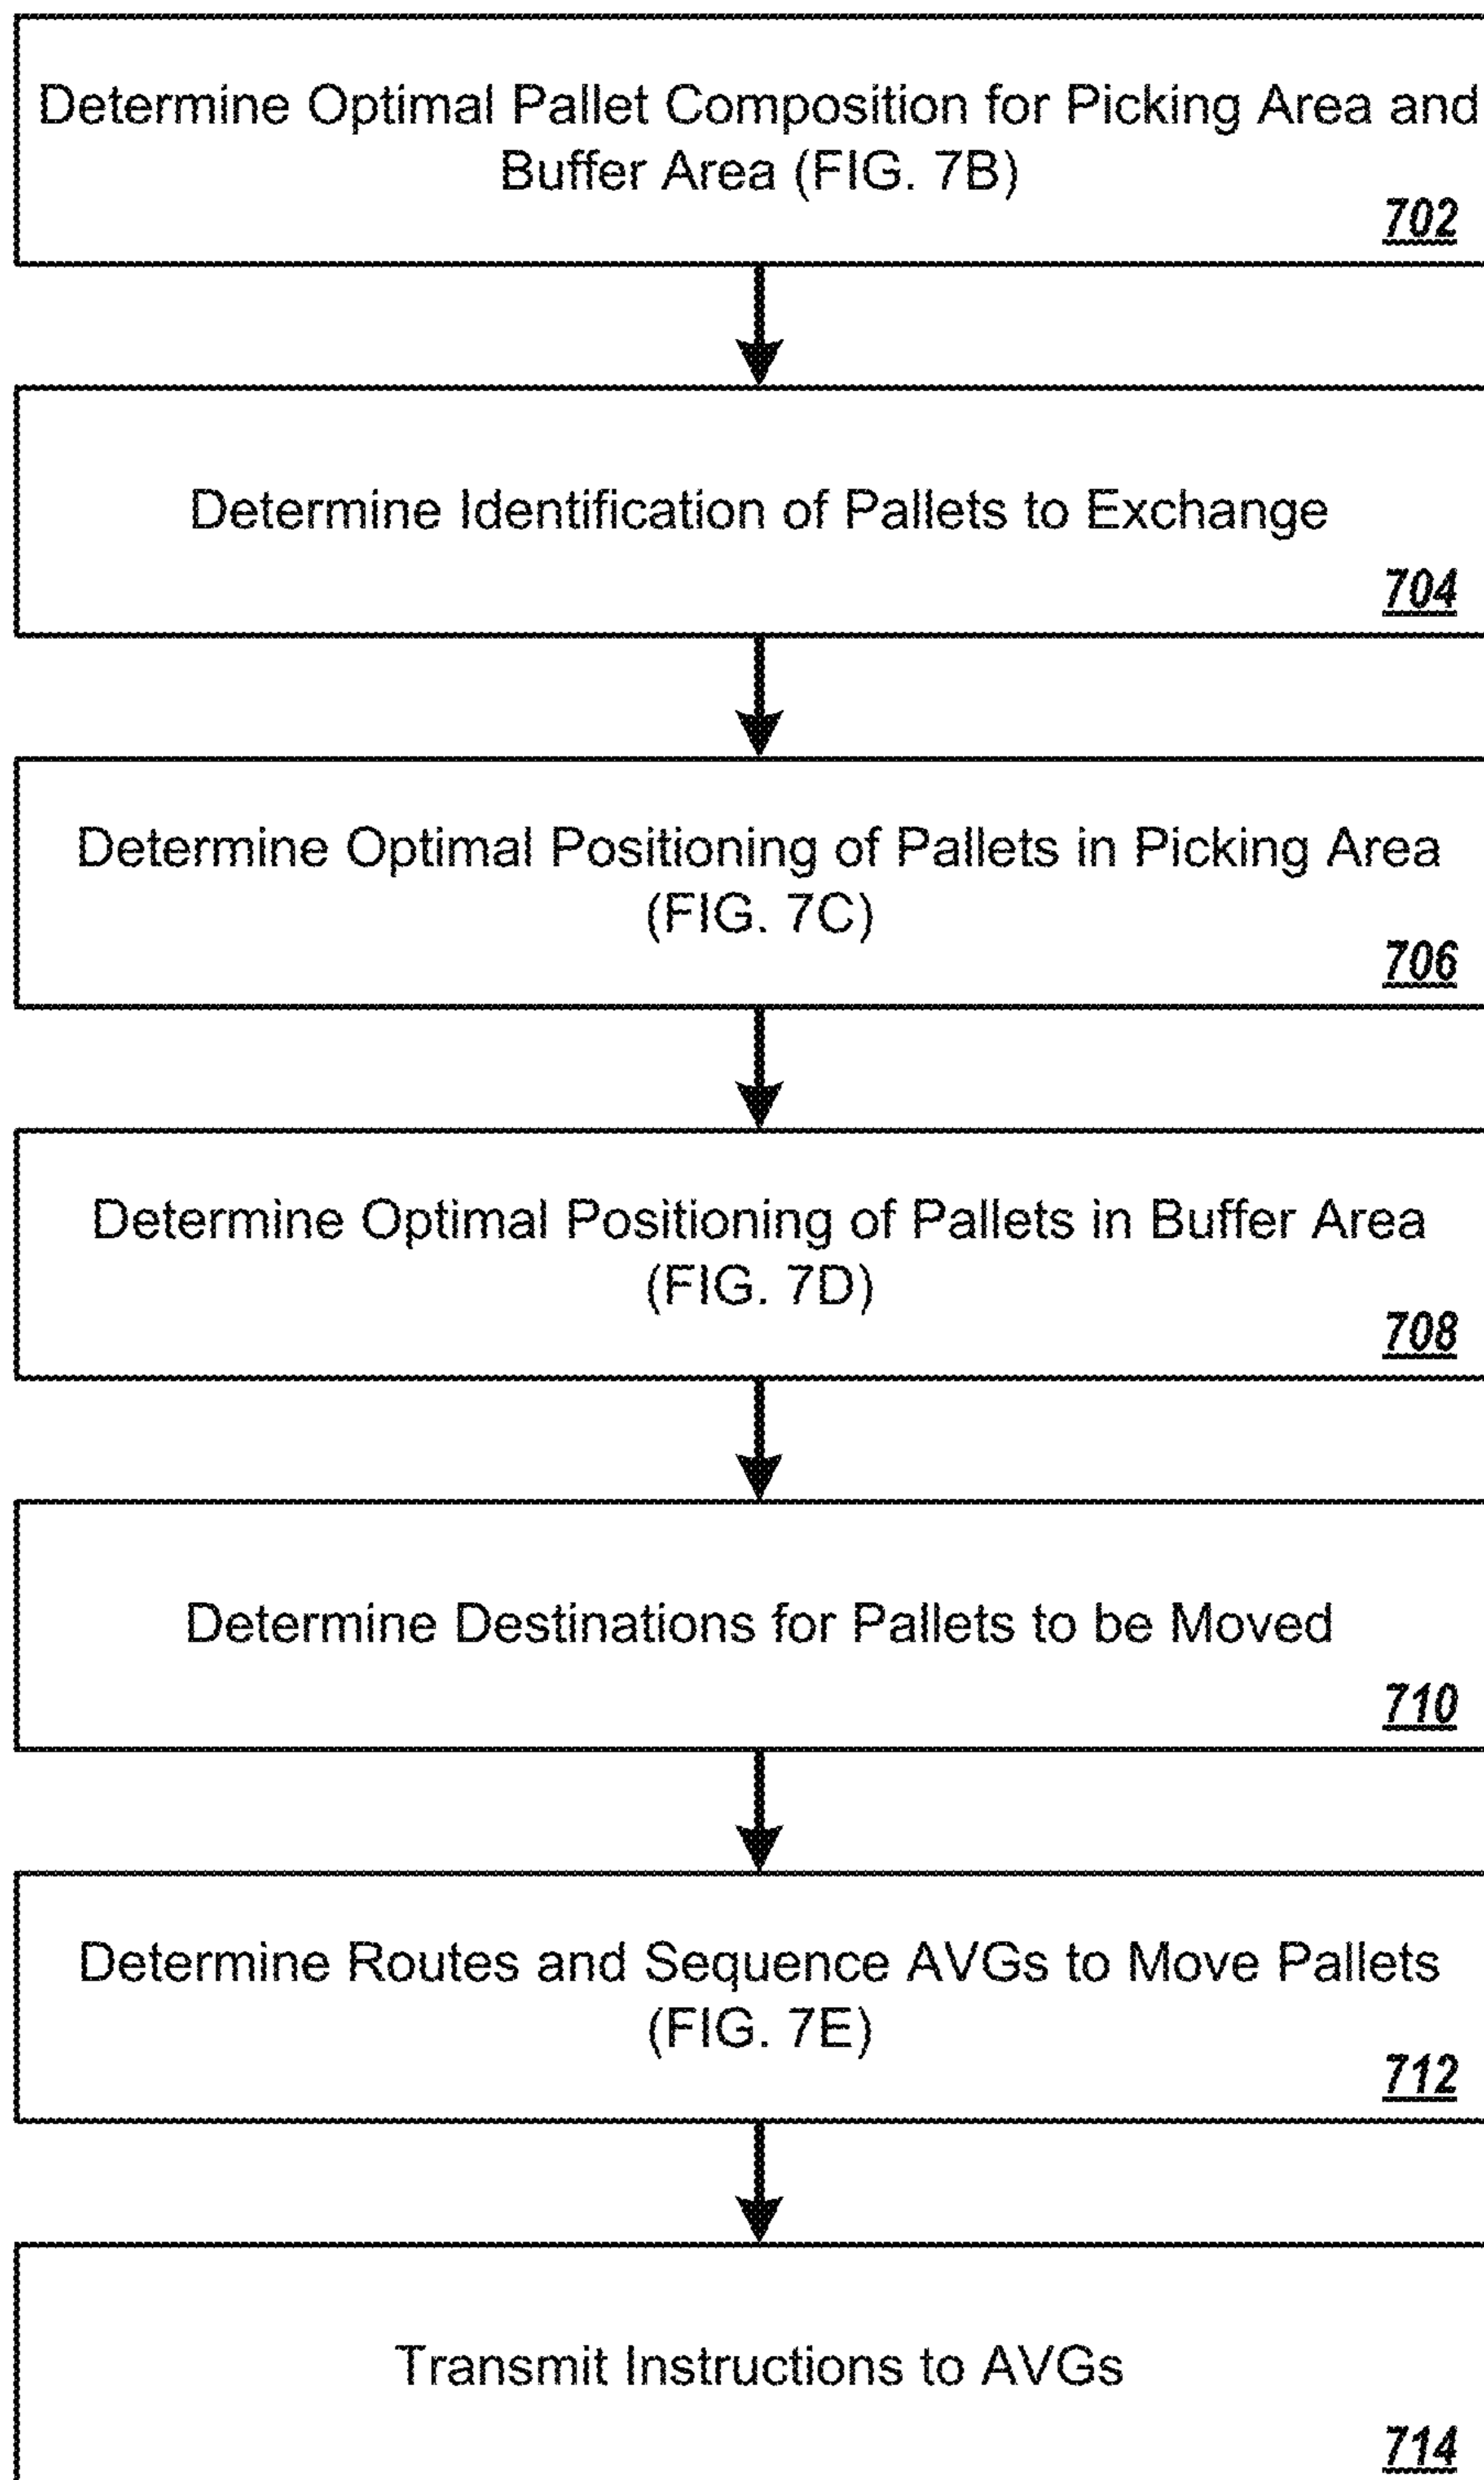 Determine Optimal Pallet Composition for Picking Area and
Buffer Area (FIG. 7B)
702
Determine Identification of Pallets to Exchange
704
Determine Optimal Positioning of Pallets in Picking Area
(FIG. 7C)
706
Determine Optimal Positioning of Pallets in Buffer Area
(FIG. 7D)
708
Determine Destinations for Pallets to be Moved
710
Determine Routes and Sequence AVGs to Move Pallets
(FIG. 7E)
712
Transmit Instructions to AVGs
714